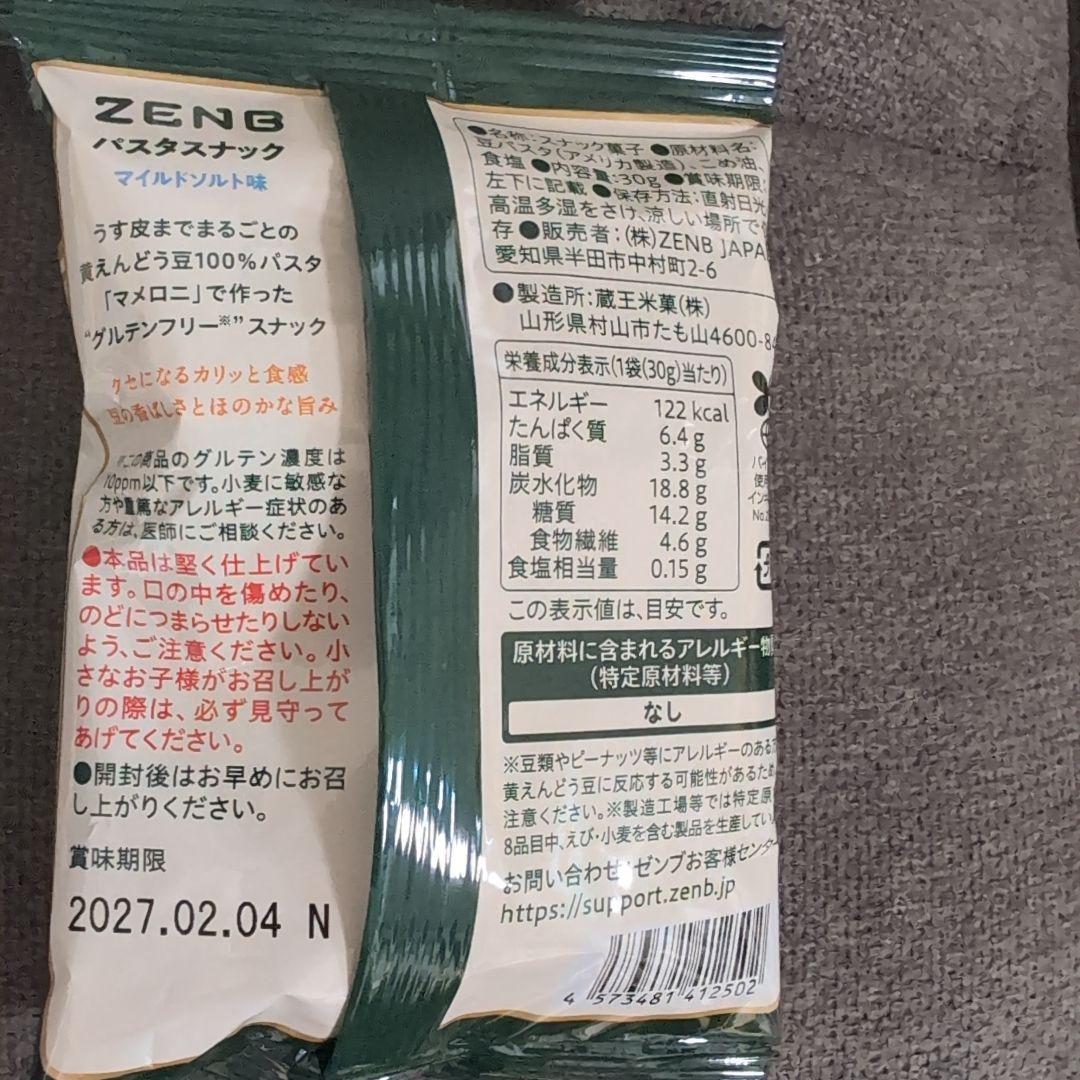 ZENB
パスタスナック
マイルドソルト味
うす皮までまるごとの
黄えんどう豆100%パスタ
「マメロニ」で作った
“グルテンフリー※”スナック
クセになるカリッと食感
豆の香ばしさとほのかな旨み
※この商品のグルテン濃度は
10ppm以下です。小麦に敏感な
方や重篤なアレルギー症状のあ
る方は、医師にご相談ください。
●本品は堅く仕上げてい
ます。口の中を傷めたり、
のどにつまらせたりしない
よう、ご注意ください。小
さなお子様がお召し上が
りの際は、必ず見守って
あげてください。
●開封後はお早めにお召
し上がりください。
賞味期限
2027.02.04 N
●名称:スナック菓子 ●原材料名:
豆パスタ(アメリカ製造)、こめ油、
食塩 ●内容量:30g ●賞味期限:
左下に記載 ●保存方法:直射日光
高温多湿をさけ、涼しい場所で
存 ●販売者:(株)ZENB JAPA
愛知県半田市中村町2-6
●製造所:蔵王米菓(株)
山形県村山市たも山4600-84
栄養成分表示(1袋(30g)当たり)
エネルギー 122 kcal
たんぱく質 6.4 g
脂質 3.3 g
炭水化物 18.8 g
糖質 14.2 g
食物繊維 4.6 g
食塩相当量 0.15 g
この表示値は、目安です。
バイ
使用
インキ
No.2
原材料に含まれるアレルギー物
(特定原材料等)
なし
※豆類やピーナッツ等にアレルギーのある方
黄えんどう豆に反応する可能性があるため
注意ください。※製造工場等では特定原
8品目中、えび・小麦を含む製品を生産してい
お問い合わせ ゼンブお客様センター
https://support.zenb.jp
4 573481 412502